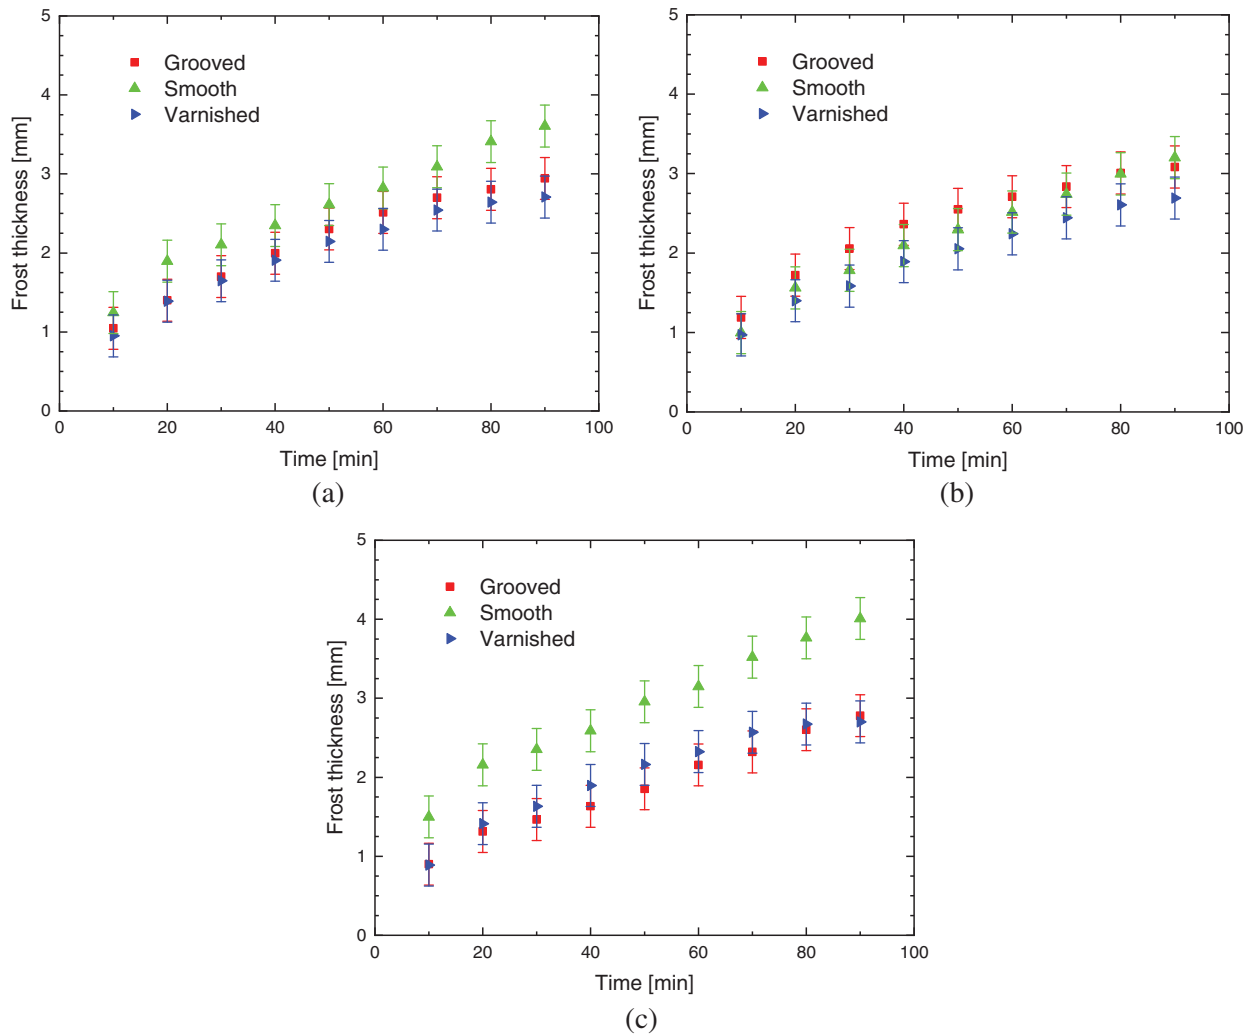 5
4
3
2
1
0
Frost thickness [mm]
Grooved
Smooth
Varnished
0 20 40 60 80 100
Time [min]
(a)
5
4
3
2
1
0
Frost thickness [mm]
Grooved
Smooth
Varnished
0 20 40 60 80 100
Time [min]
(b)
5
4
3
2
1
0
Frost thickness [mm]
Grooved
Smooth
Varnished
0 20 40 60 80 100
Time [min]
(c)